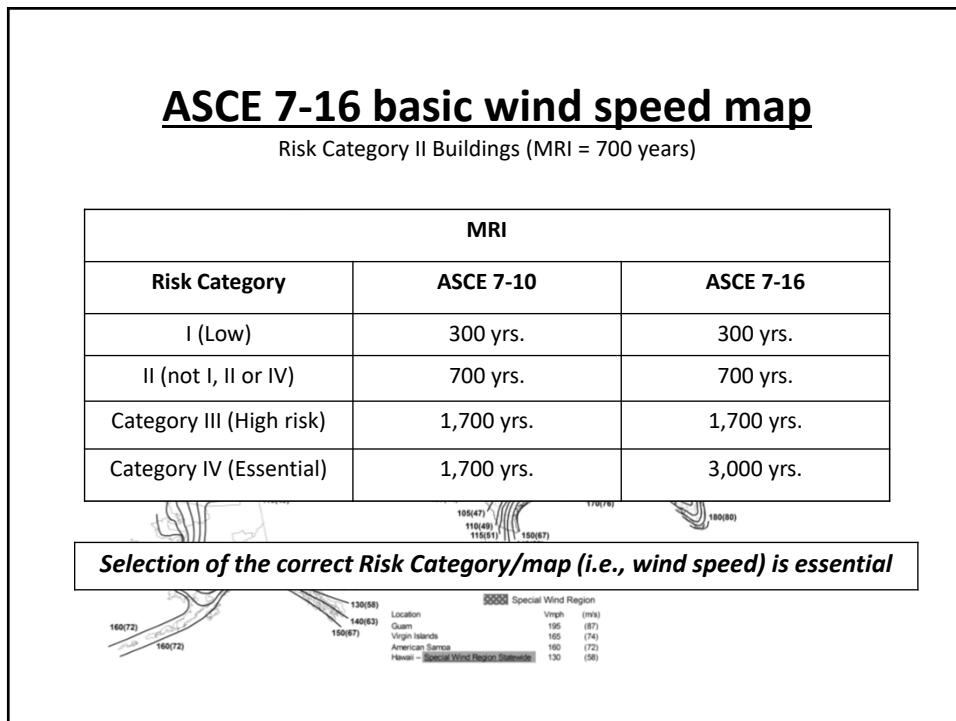 ASCE 7-16 basic wind speed map
Risk Category II Buildings (MRI = 700 years)
MRI
Risk Category ASCE 7-10 ASCE 7-16
I (Low) 300 yrs. 300 yrs.
II (not I, II or IV) 700 yrs. 700 yrs.
Category III (High risk) 1,700 yrs. 1,700 yrs.
Category IV (Essential) 1,700 yrs. 3,000 yrs.
105(47)
110(49)
115(51) 150(67)
180(80)
Selection of the correct Risk Category/map (i.e., wind speed) is essential
130(58)
140(63)
150(67)
160(72)
160(72)
Special Wind Region
Location Vmph (m/s)
Guam 195 (87)
Virgin Islands 165 (74)
American Samoa 160 (72)
Hawaii – Special Wind Region Statewide 130 (58)